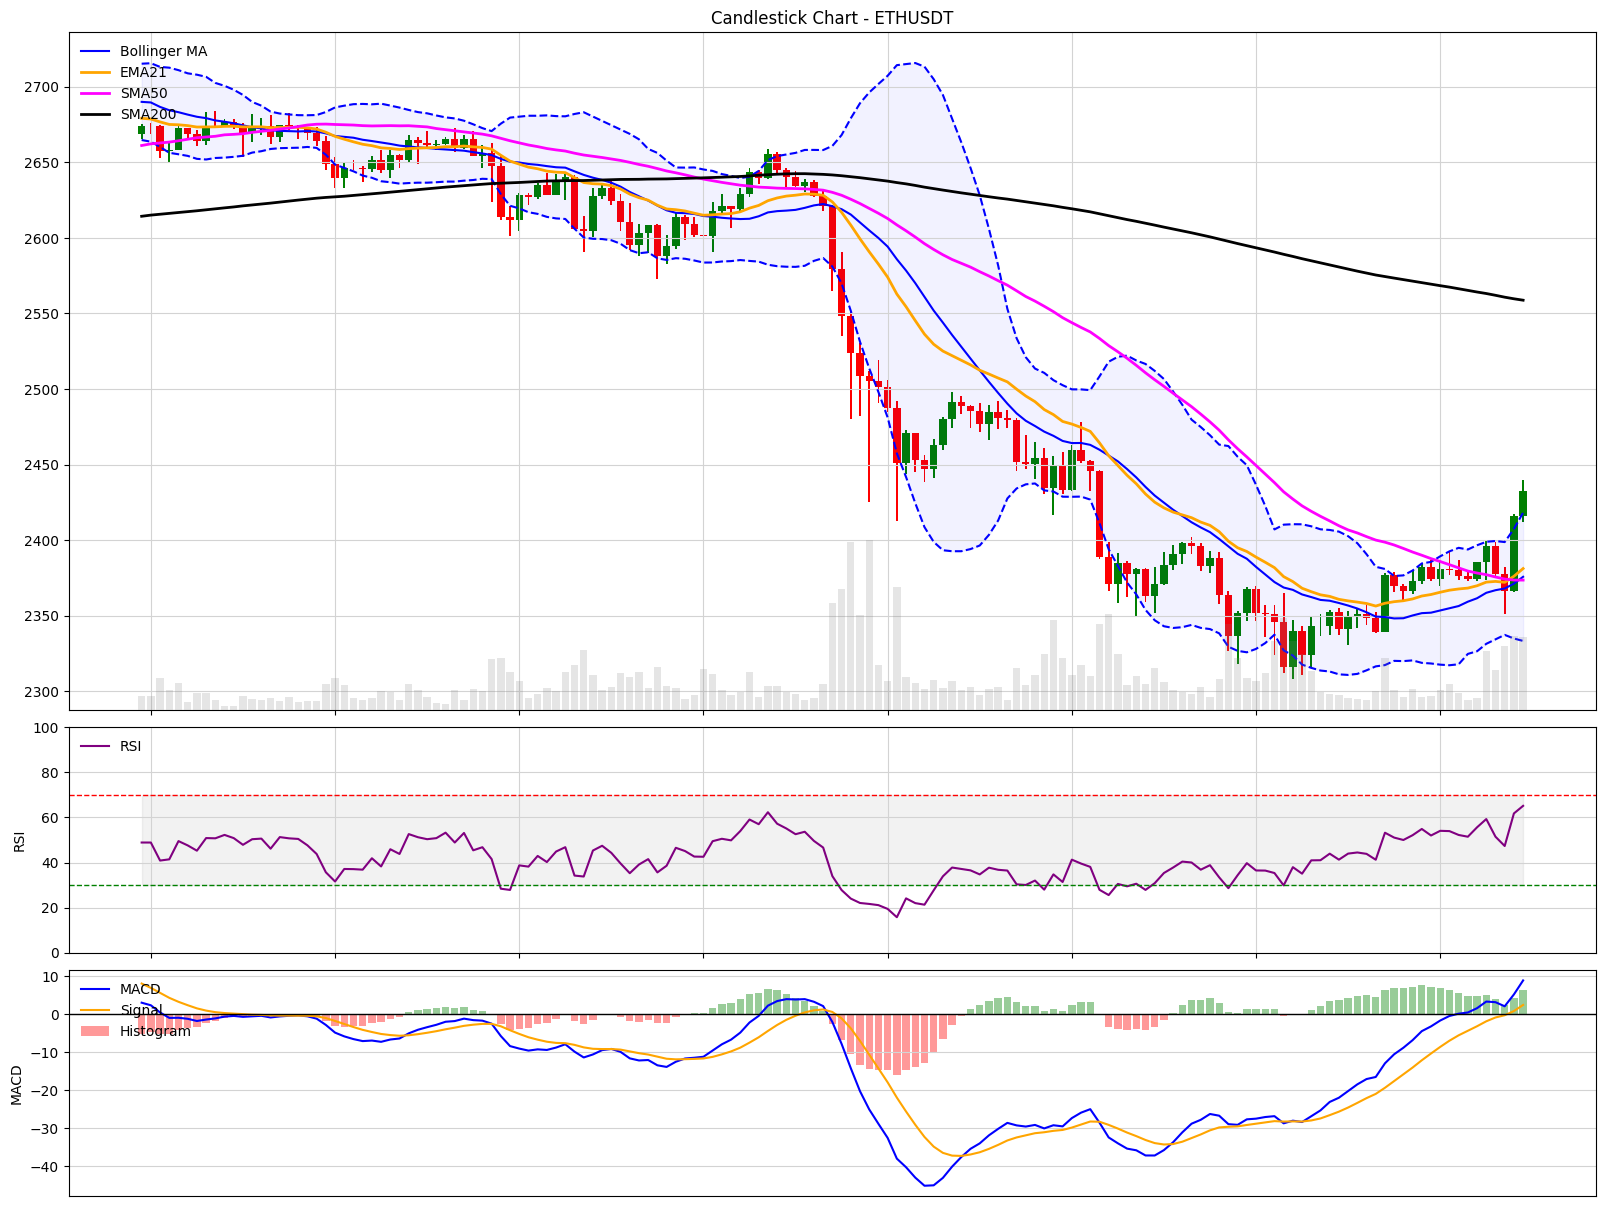 Candlestick Chart - ETHUSDT
Bollinger MA
EMA21
SMA50
SMA200
2700
2650
2600
2550
2500
2450
2400
2350
2300
RSI
100
80
60
40
20
0
RSI
MACD
Signal
Histogram
10
0
−10
−20
−30
−40
MACD